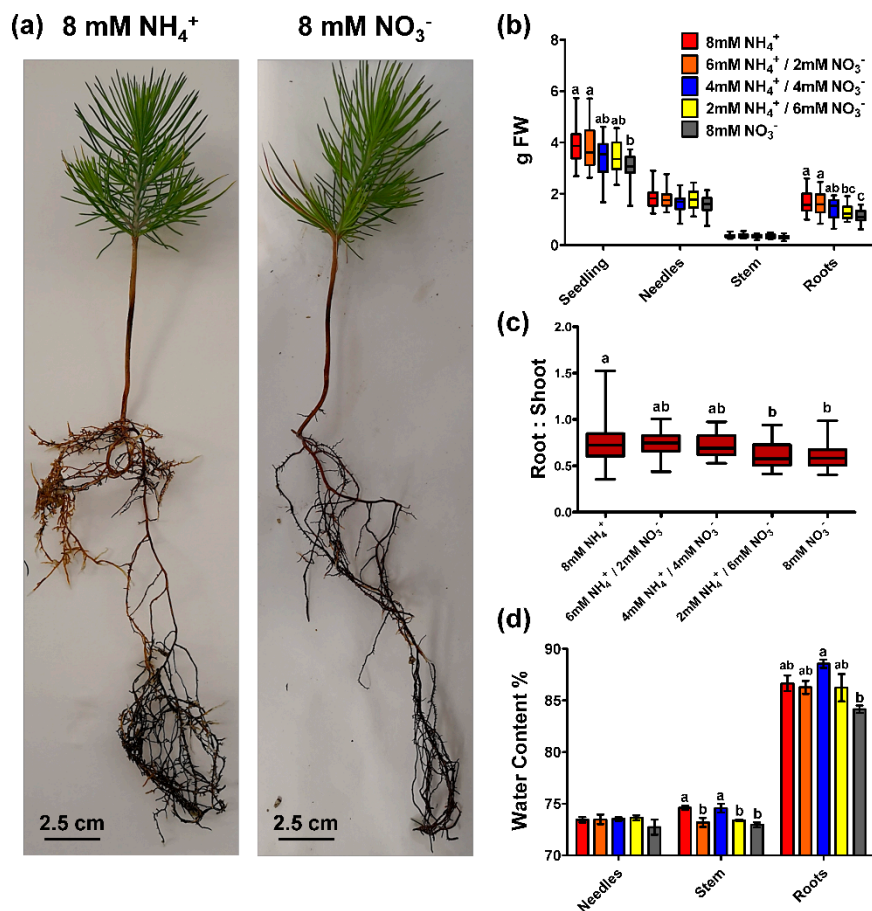 (a) 8 mM NH₄⁺ 8 mM NO₃⁻
2.5 cm 2.5 cm
(b)
8mM NH₄⁺
6mM NH₄⁺ / 2mM NO₃⁻
4mM NH₄⁺ / 4mM NO₃⁻
2mM NH₄⁺ / 6mM NO₃⁻
8mM NO₃⁻
g FW
8
6
4
2
0
a a ab ab b
a a ab bc c
Seedling Needles Stem Roots
(c)
Root : Shoot
2.0
1.5
1.0
0.5
0.0
a ab ab b b
8mM NH₄⁺ 6mM NH₄⁺ / 2mM NO₃⁻ 4mM NH₄⁺ / 4mM NO₃⁻ 2mM NH₄⁺ / 6mM NO₃⁻ 8mM NO₃⁻
(d)
Water Content %
90
85
80
75
70
a b a b b
ab ab a ab b
Needles Stem Roots